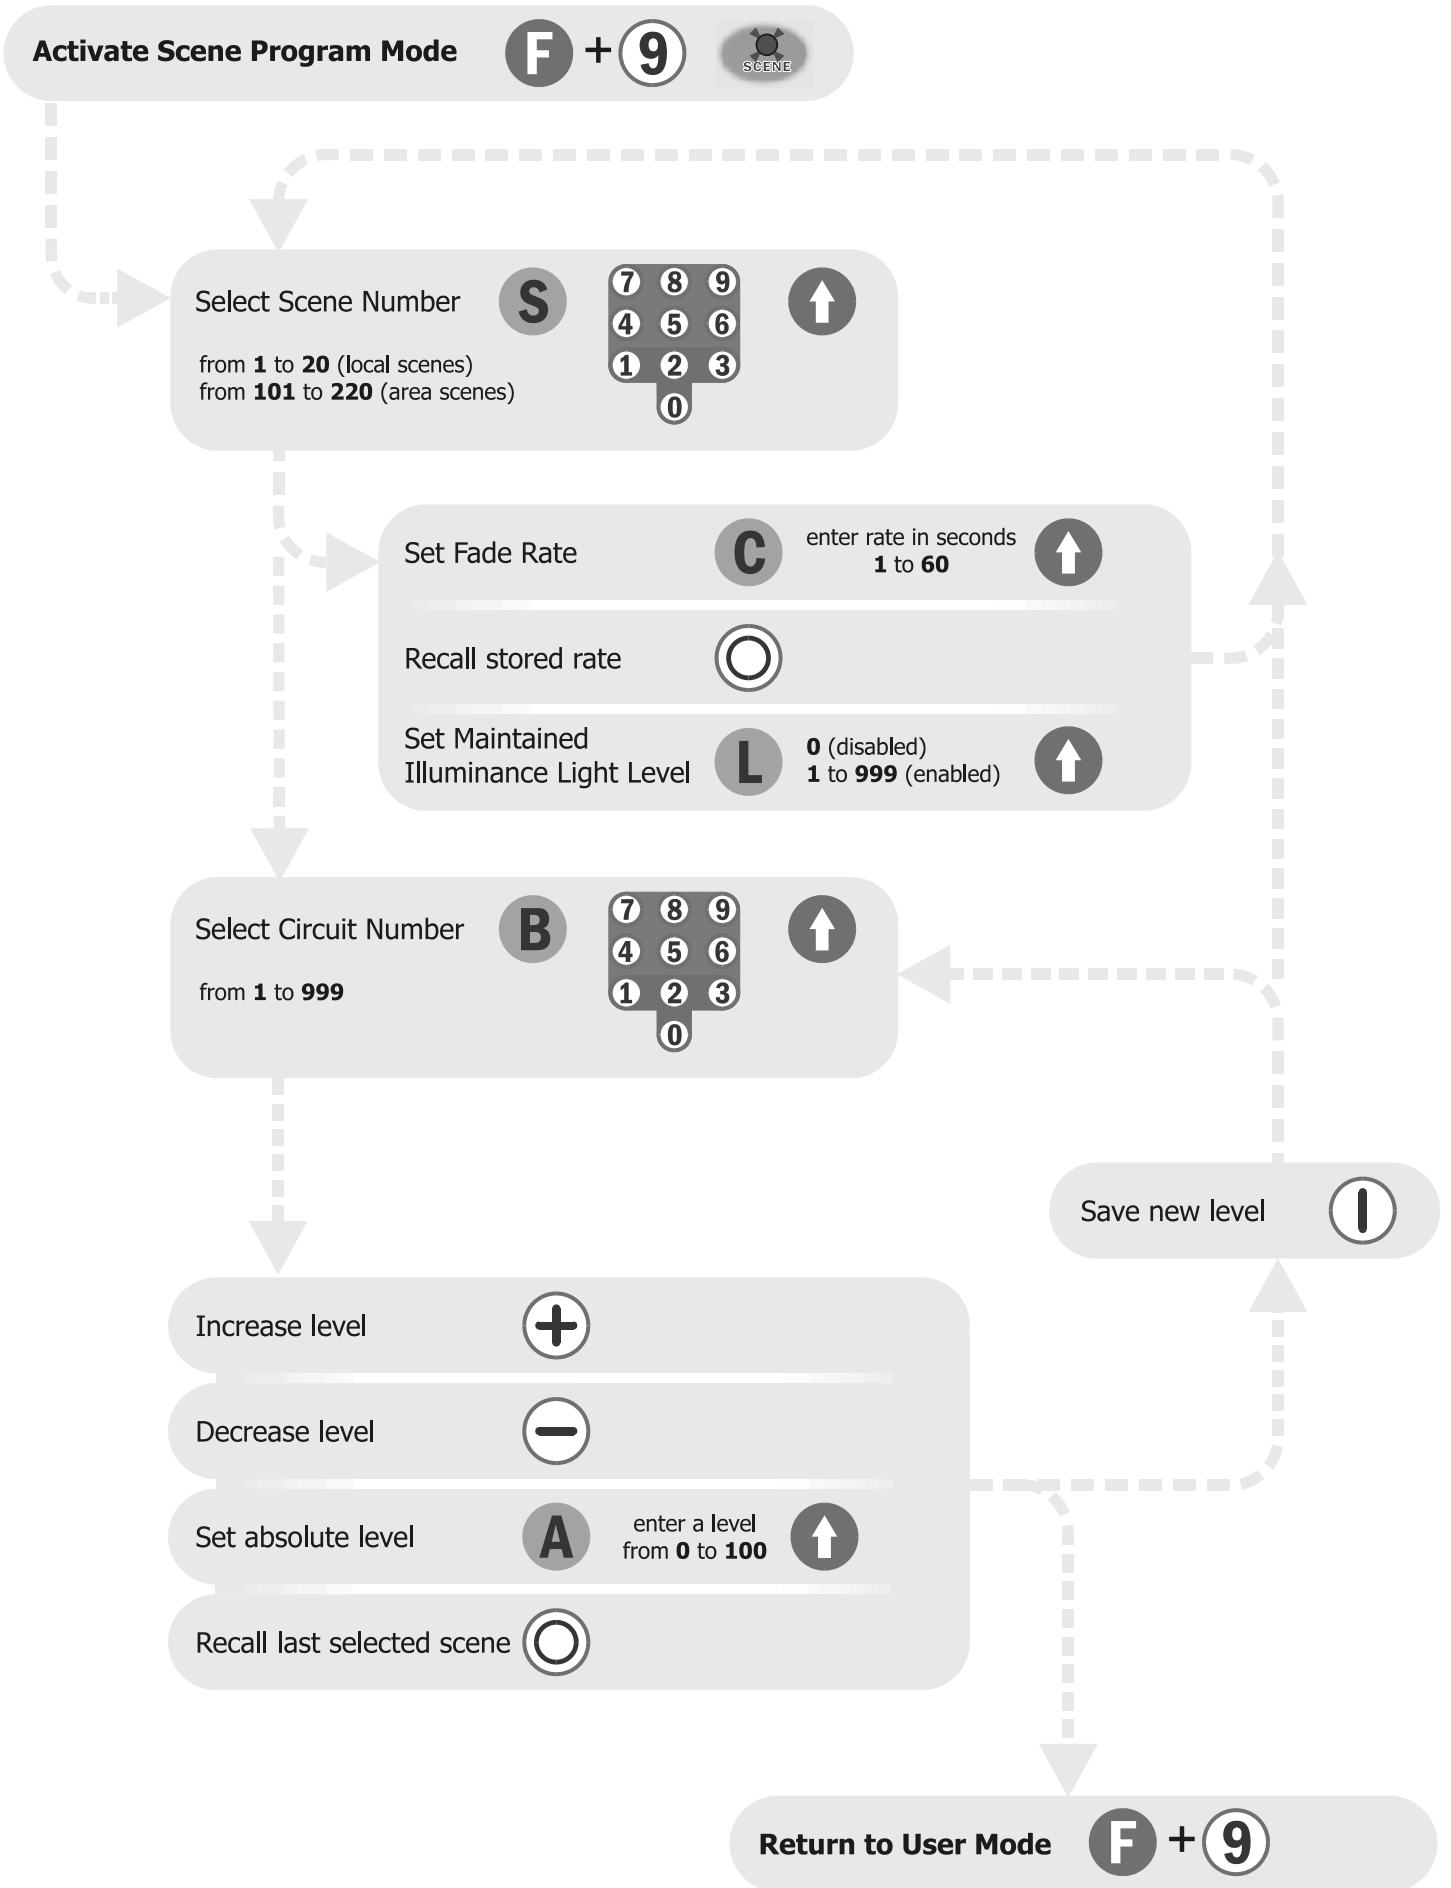 Activate Scene Program Mode F + 9 SCENE
Select Scene Number S
7 8 9
4 5 6
1 2 3
0
from 1 to 20 (local scenes)
from 101 to 220 (area scenes)
Set Fade Rate C enter rate in seconds
1 to 60
Recall stored rate
Set Maintained
Illuminance Light Level L
0 (disabled)
1 to 999 (enabled)
Select Circuit Number B
7 8 9
4 5 6
1 2 3
0
from 1 to 999
Save new level
Increase level +
Decrease level −
Set absolute level A enter a level
from 0 to 100
Recall last selected scene
Return to User Mode F + 9